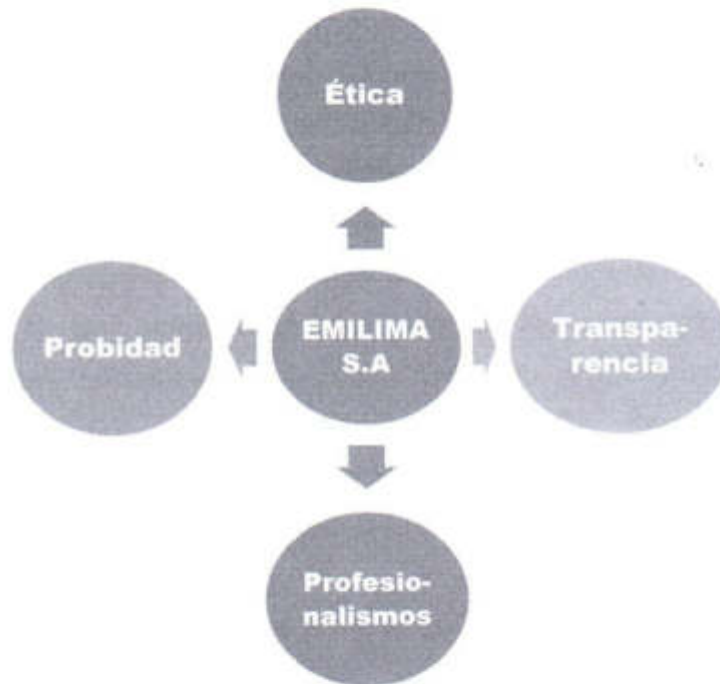 Ética
Probidad
EMILIMA
S.A
Transpa-
rencia
Profesio-
nalismos